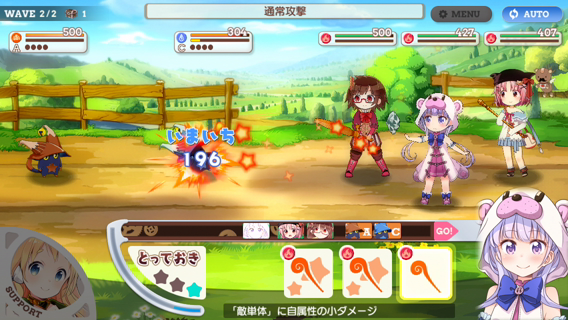 WAVE 2/2 1
通常攻撃
MENU
AUTO
500
A
304
C
500
427
407
いまいち
196
A C GO!
とっておき
SUPPORT
「敵単体」に自属性の小ダメージ